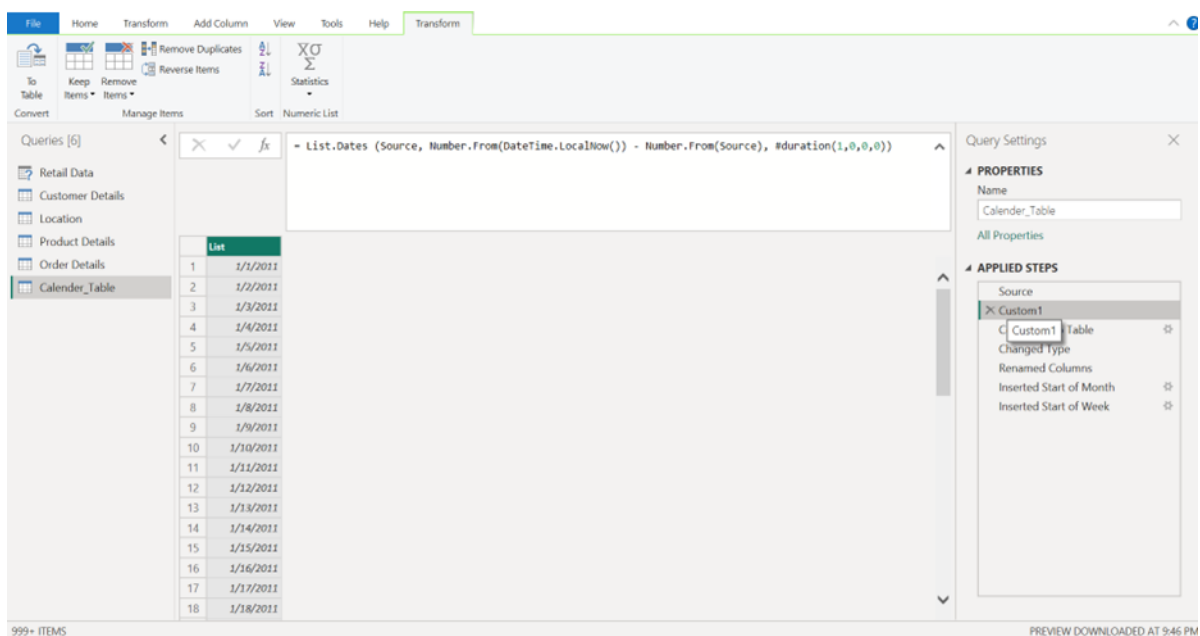 File Home Transform Add Column View Tools Help Transform
To Table
Keep Items
Remove Items
Remove Duplicates
Reverse Items
Statistics
Convert Manage Items Sort Numeric List
Queries [6]
Retail Data
Customer Details
Location
Product Details
Order Details
Calender_Table
fx
= List.Dates (Source, Number.From(DateTime.LocalNow()) - Number.From(Source), #duration(1,0,0,0))
List
1 1/1/2011
2 1/2/2011
3 1/3/2011
4 1/4/2011
5 1/5/2011
6 1/6/2011
7 1/7/2011
8 1/8/2011
9 1/9/2011
10 1/10/2011
11 1/11/2011
12 1/12/2011
13 1/13/2011
14 1/14/2011
15 1/15/2011
16 1/16/2011
17 1/17/2011
18 1/18/2011
Query Settings
PROPERTIES
Name
Calender_Table
All Properties
APPLIED STEPS
Source
Custom1
C Custom1 Table
Changed Type
Renamed Columns
Inserted Start of Month
Inserted Start of Week
999+ ITEMS
PREVIEW DOWNLOADED AT 9:46 PM